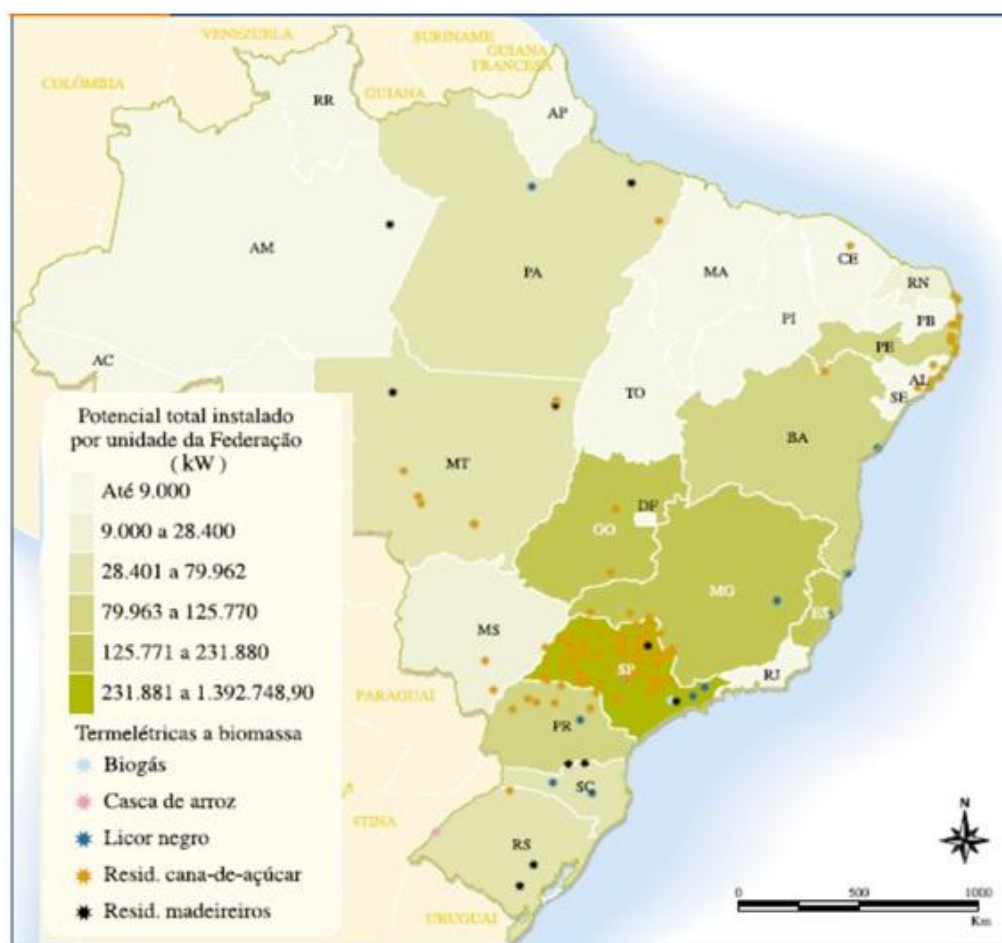 VENEZUELA
SURINAME
GUIANA
FRANCESA
COLÔMBIA
GUIANA
RR
AP
AM
PA
MA
CE
RN
PB
PI
PE
AC
AL
SE
TO
BA
MT
DF
GO
MG
ES
MS
SP
RJ
PARAGUAI
PR
SC
RS
URUGUAI
Potencial total instalado
por unidade da Federação
( kW )
Até 9.000
9.000 a 28.400
28.401 a 79.962
79.963 a 125.770
125.771 a 231.880
231.881 a 1.392.748,90
Termelétricas a biomassa
Biogás
Casca de arroz
Licor negro
Resid. cana-de-açúcar
Resid. madeireiros
TINA
N
0 500 1000
Km